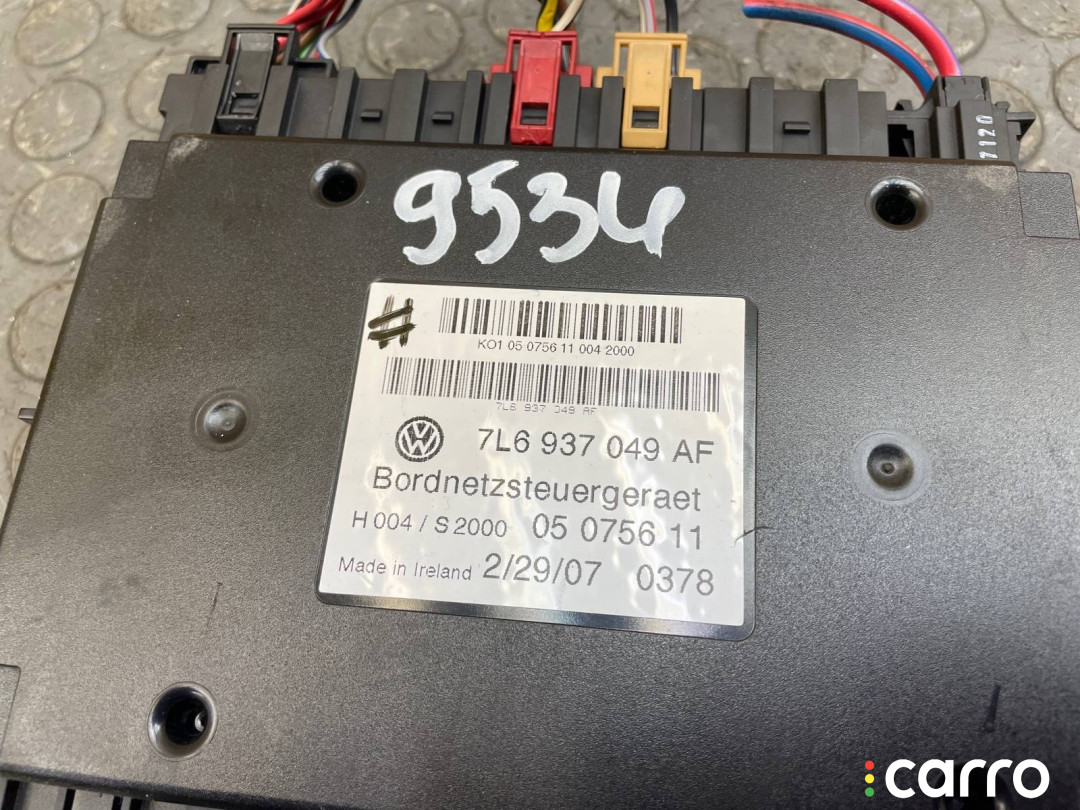 7120
9534
#
KO1 05 0756 11 004 2000
7L6 937 049 AF
7L6 937 049 AF
Bordnetzsteuergeraet
H 004 / S 2000 05 0756 11
Made in Ireland 2/29/07 0378
carro